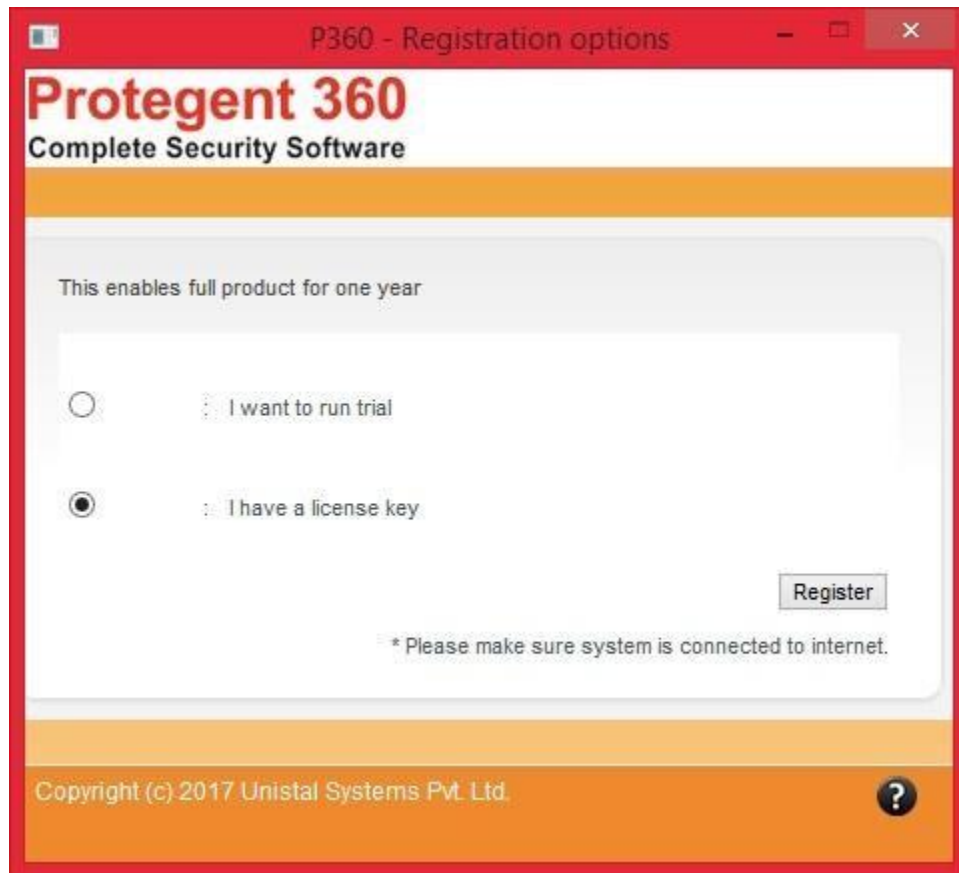 P360 - Registration options
Protegent 360
Complete Security Software
This enables full product for one year
: I want to run trial
: I have a license key
Register
* Please make sure system is connected to internet.
Copyright (c) 2017 Unistal Systems Pvt. Ltd.
?